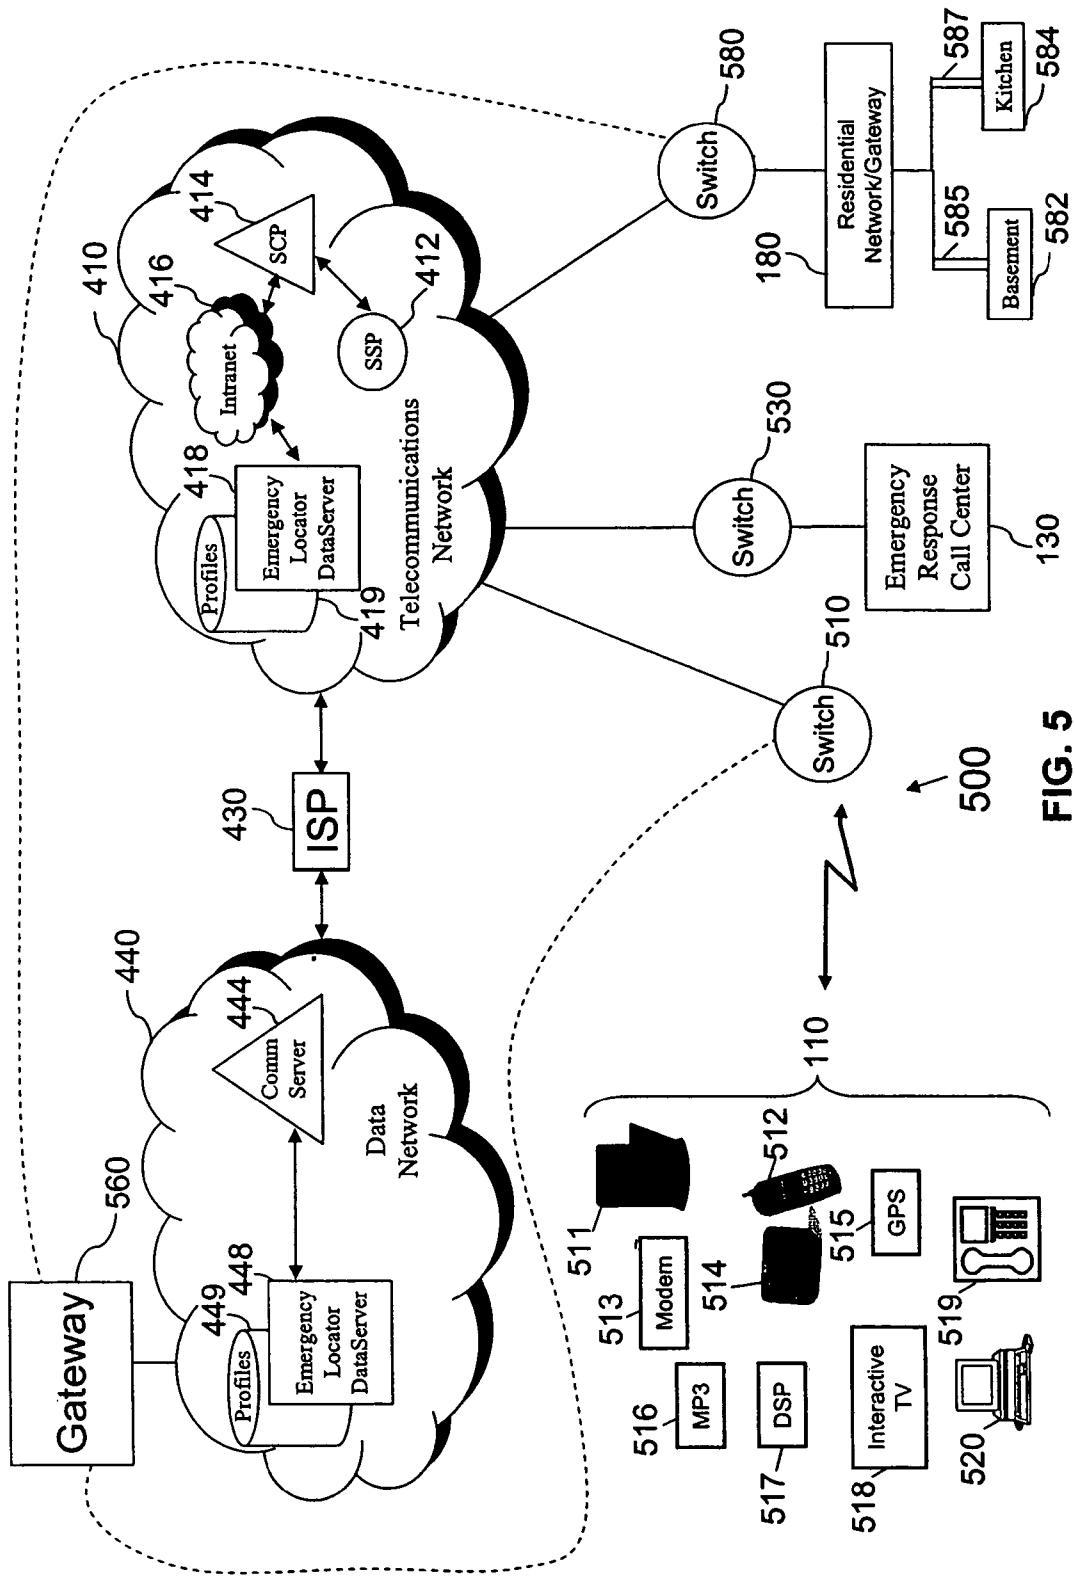 Gateway
560
440
449
448
Profiles
Emergency
Locator
DataServer
444
Comm
Server
Data
Network
430
ISP
410
418
Profiles
Emergency
Locator
DataServer
419
416
Intranet
414
SCP
SSP
412
Telecommunications
Network
Switch
580
180
Residential
Network/Gateway
585
587
Basement
582
Kitchen
584
Switch
530
Emergency
Response
Call Center
130
Switch
510
110
511
513
Modem
514
512
515
GPS
516
MP3
517
DSP
518
Interactive
TV
519
520
500
FIG. 5